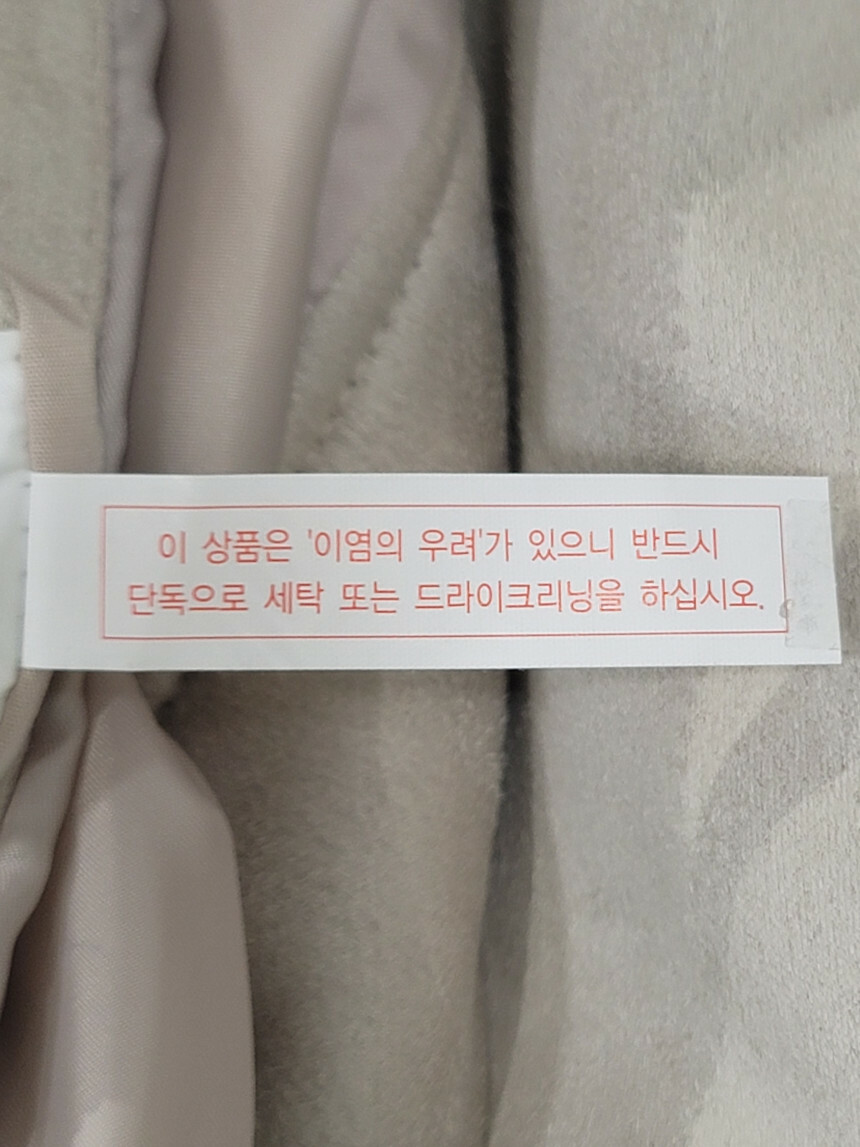 이 상품은 '이염의 우려'가 있으니 반드시
단독으로 세탁 또는 드라이크리닝을 하십시오.